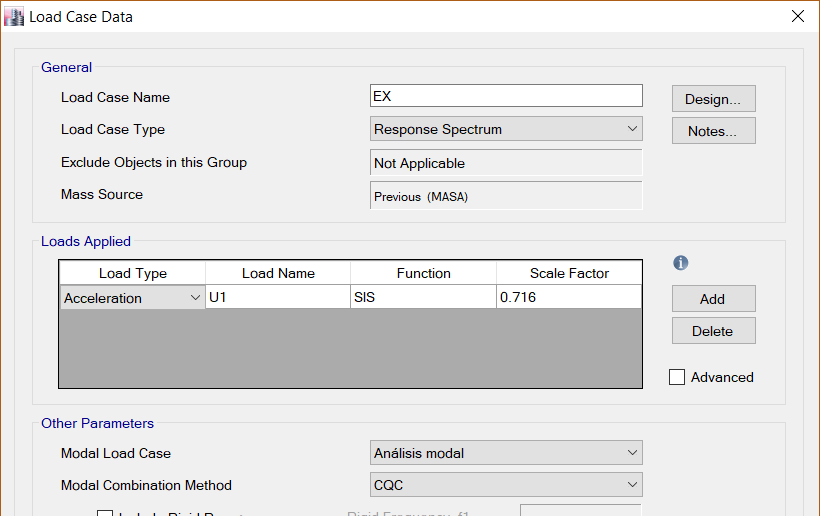 Load Case Data
General
Load Case Name EX Design...
Load Case Type Response Spectrum Notes...
Exclude Objects in this Group Not Applicable
Mass Source Previous (MASA)
Loads Applied
Load Type Load Name Function Scale Factor
Acceleration U1 SIS 0.716
Add
Delete
Advanced
Other Parameters
Modal Load Case Análisis modal
Modal Combination Method CQC